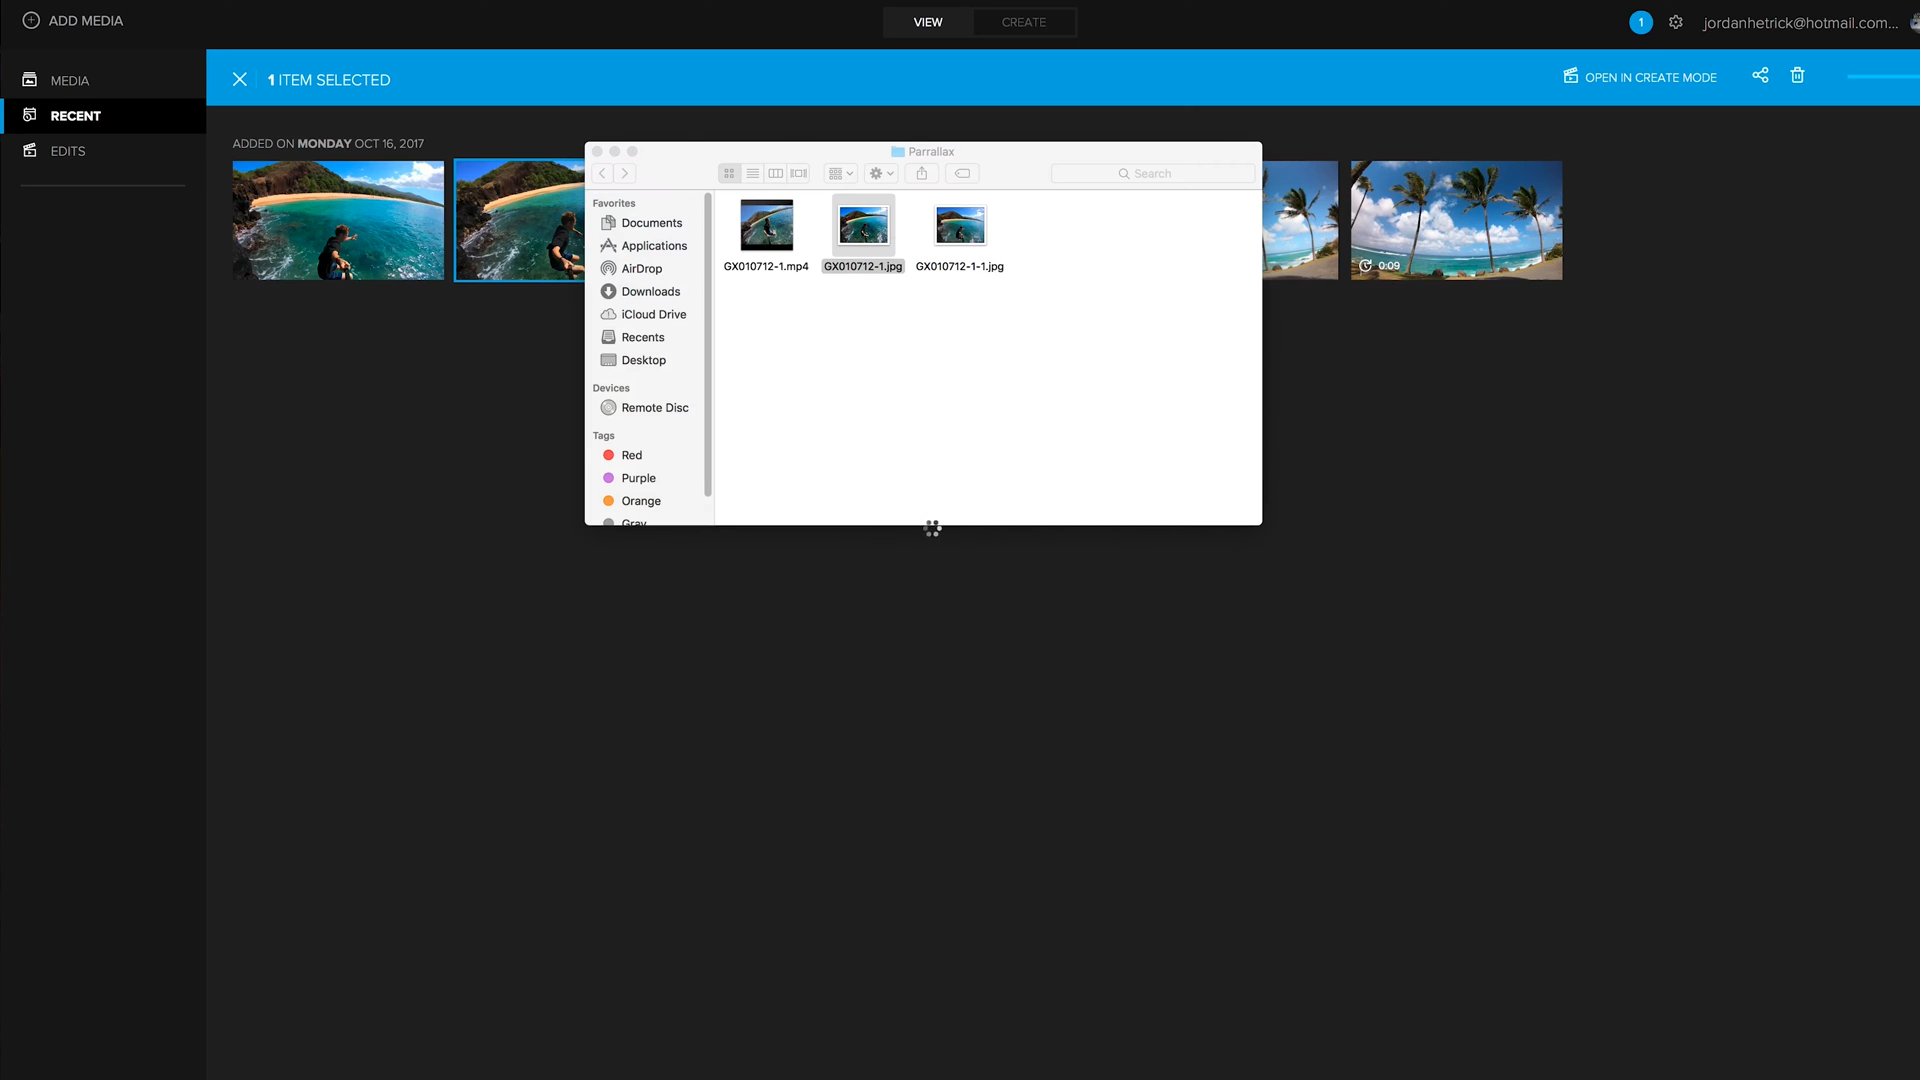 ADD MEDIA
VIEW
CREATE
1
jordanhetrick@hotmail.com...
MEDIA
RECENT
EDITS
1 ITEM SELECTED
OPEN IN CREATE MODE
ADDED ON MONDAY OCT 16, 2017
0:09
Parrallax
Search
Favorites
Documents
Applications
AirDrop
Downloads
iCloud Drive
Recents
Desktop
Devices
Remote Disc
Tags
Red
Purple
Orange
Gray
GX010712-1.mp4
GX010712-1.jpg
GX010712-1-1.jpg